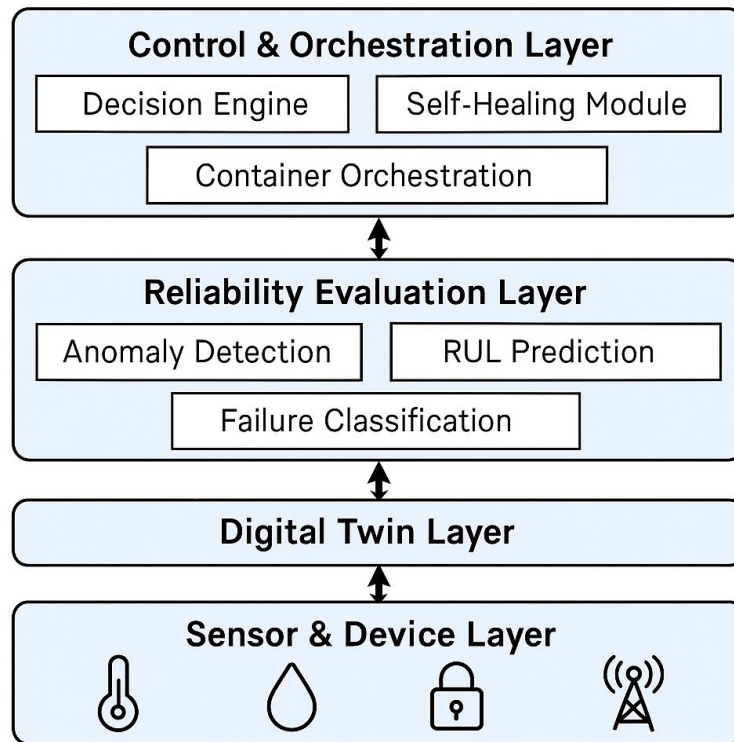 Control & Orchestration Layer
Decision Engine
Self-Healing Module
Container Orchestration
Reliability Evaluation Layer
Anomaly Detection
RUL Prediction
Failure Classification
Digital Twin Layer
Sensor & Device Layer